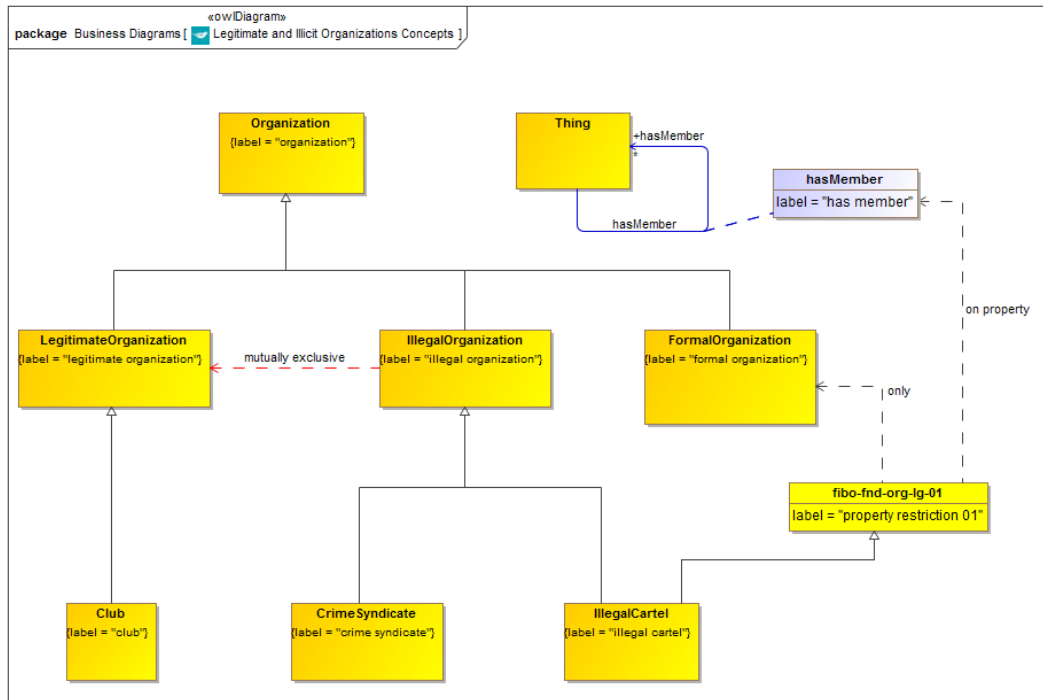 «owlDiagram»
package Business Diagrams [ Legitimate and Illicit Organizations Concepts ]
Organization
{label = "organization"}
Thing
+hasMember
*
hasMember
hasMember
label = "has member"
on property
LegitimateOrganization
{label = "legitimate organization"}
mutually exclusive
IllegalOrganization
{label = "illegal organization"}
FormalOrganization
{label = "formal organization"}
only
fibo-fnd-org-lg-01
label = "property restriction 01"
Club
{label = "club"}
CrimeSyndicate
{label = "crime syndicate"}
IllegalCartel
{label = "illegal cartel"}